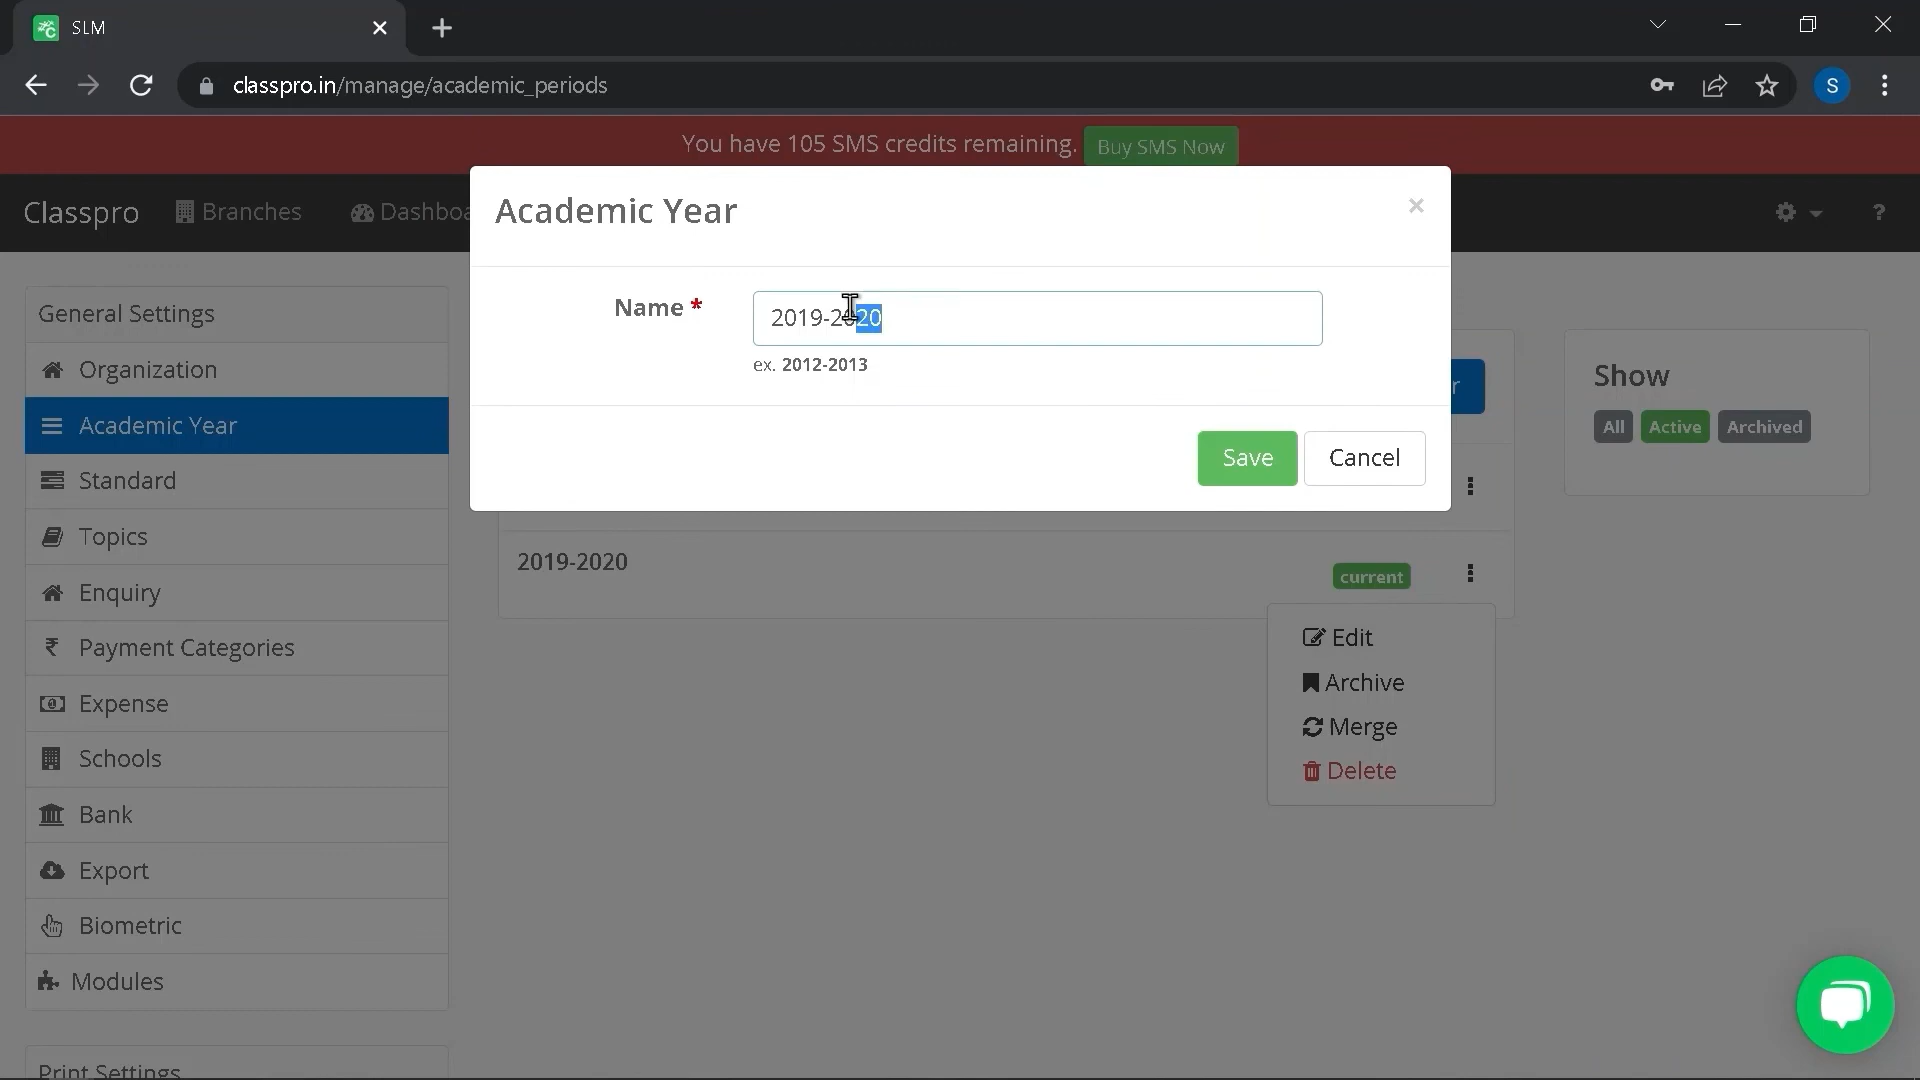 SLM
classpro.in/manage/academic_periods
S
You have 105 SMS credits remaining.
Buy SMS Now
Classpro
Branches
?
Academic Year
×
Name *
2019-2020
ex. 2012-2013
Save
Cancel
General Settings
Organization
Academic Year
Standard
Topics
Enquiry
Payment Categories
Expense
Schools
Bank
Export
Biometric
Modules
Print Settings
2019-2020
current
Edit
Archive
Merge
Delete
Show
All
Active
Archived